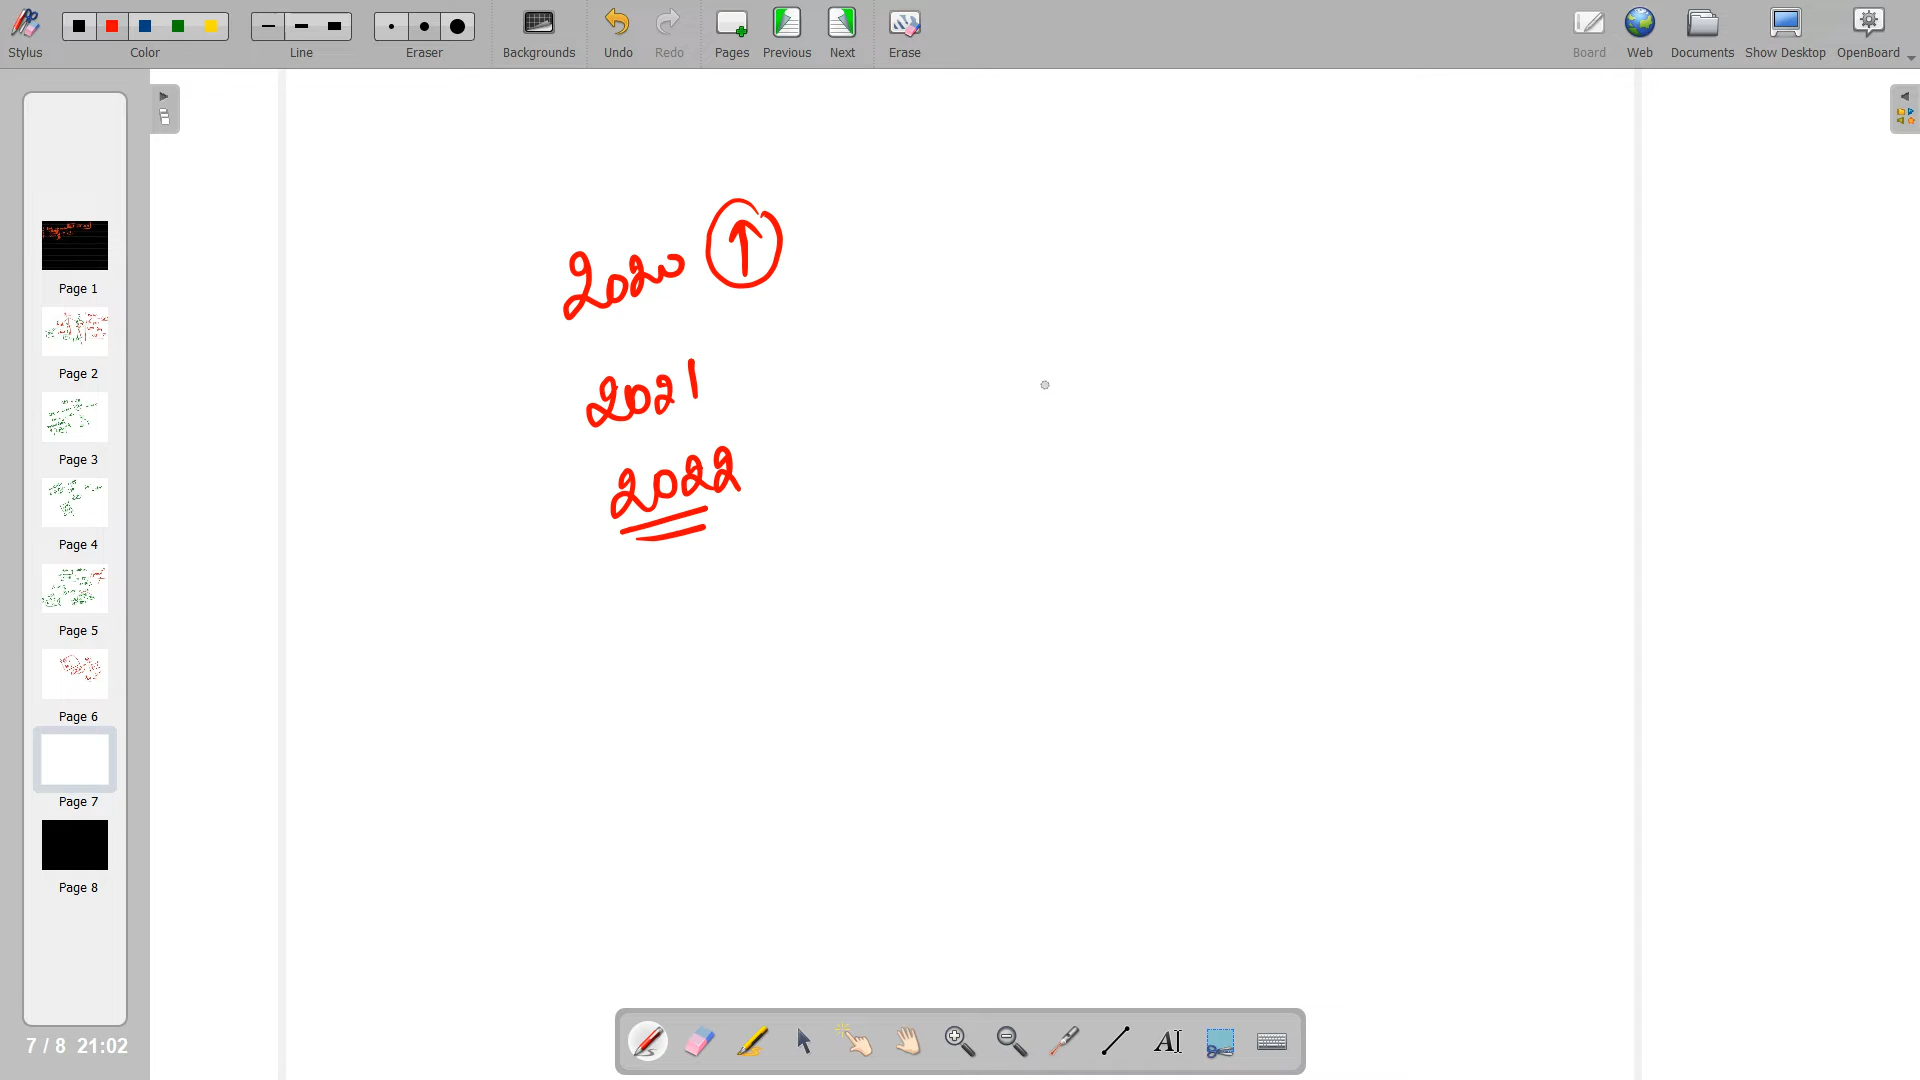 Stylus
Color
Line
Eraser
Backgrounds
Undo
Redo
Pages
Previous
Next
Erase
Board
Web
Documents
Show Desktop
OpenBoard
2020 ↑
2021
2022
Page 1
Page 2
Page 3
Page 4
Page 5
Page 6
Page 7
Page 8
7 / 8 21:02